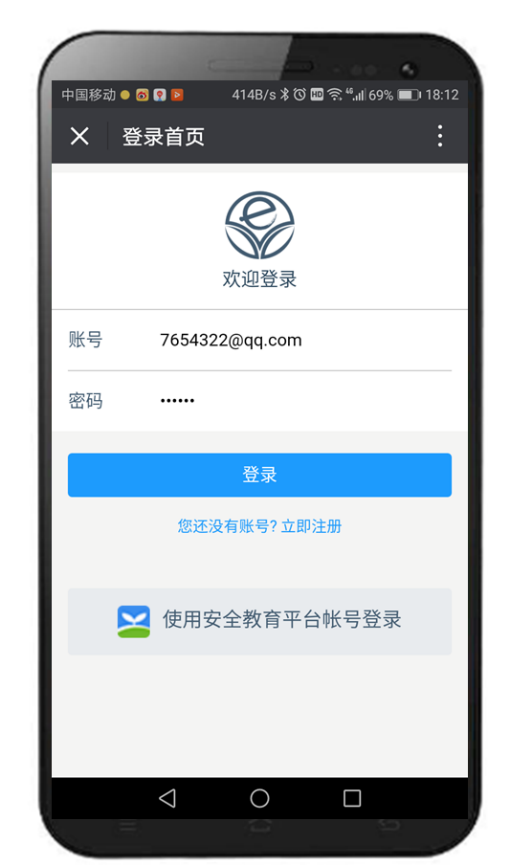 中国移动 414B/s HD 46 69% 18:12
登录首页
e
欢迎登录
账号 7654322@qq.com
密码 ••••••
登录
您还没有账号? 立即注册
使用安全教育平台帐号登录